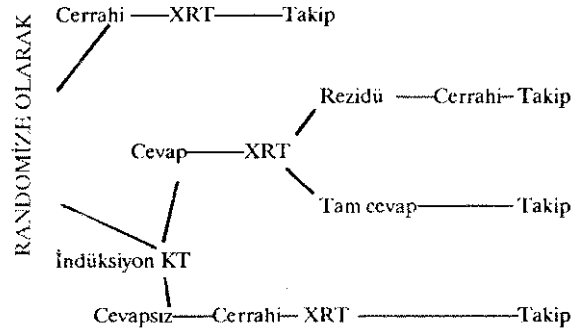 RANDOMİZE OLARAK
Cerrahi XRT Takip
Rezidü Cerrahi Takip
Cevap XRT
Tam cevap Takip
İndüksiyon KT
Cevapsız Cerrahi XRT Takip